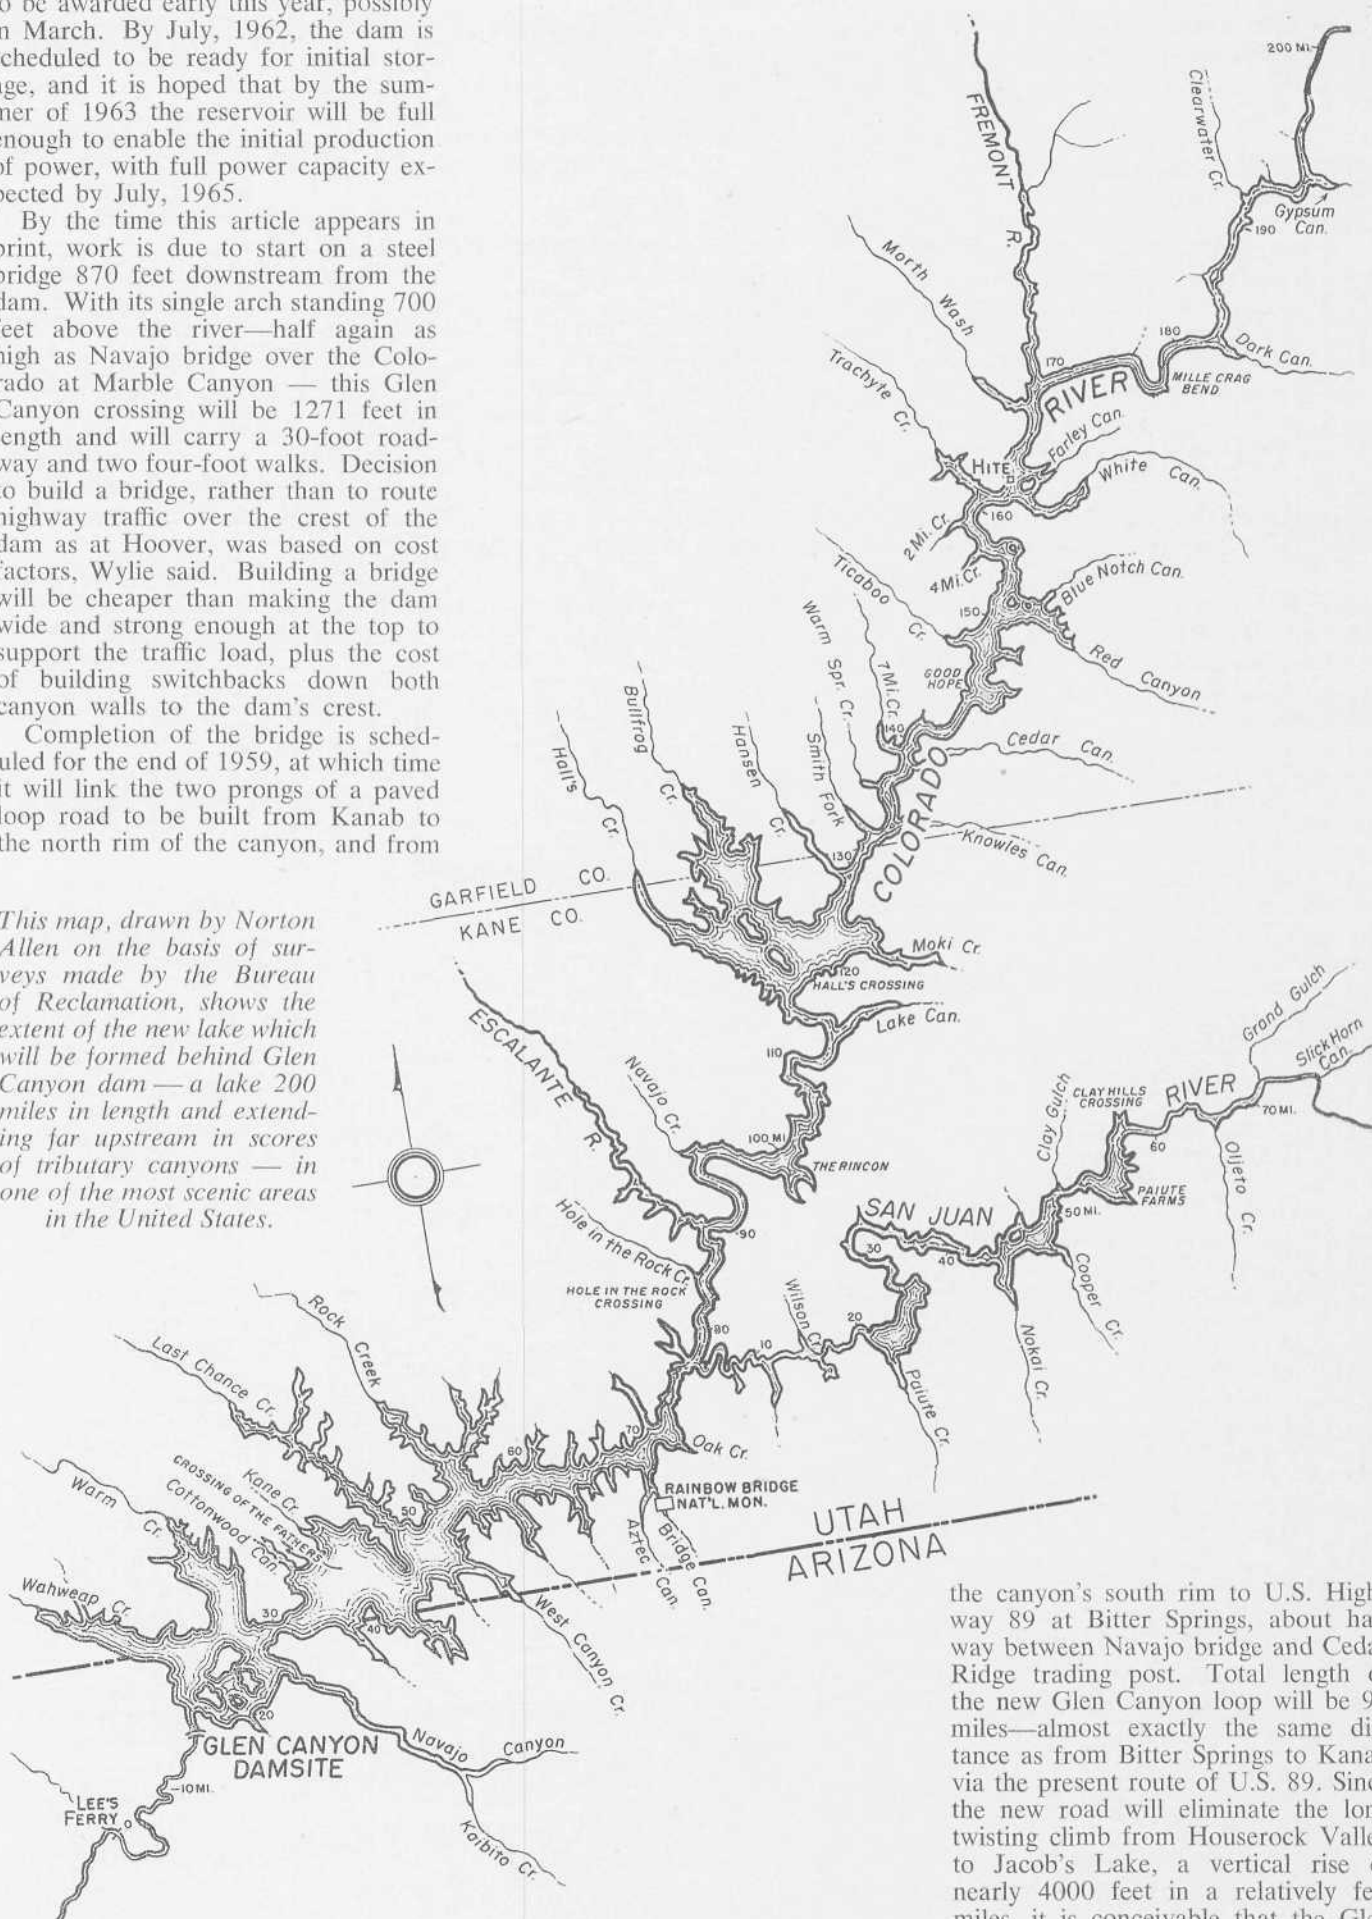 o be awarded early this year, possibly
n March. By July, 1962, the dam is
cheduled to be ready for initial stor-
ge, and it is hoped that by the sum-
ner of 1963 the reservoir will be full
enough to enable the initial production
of power, with full power capacity ex-
pected by July, 1965.
By the time this article appears in
print, work is due to start on a steel
bridge 870 feet downstream from the
dam. With its single arch standing 700
feet above the river—half again as
high as Navajo bridge over the Colo-
rado at Marble Canyon — this Glen
Canyon crossing will be 1271 feet in
length and will carry a 30-foot road-
way and two four-foot walks. Decision
to build a bridge, rather than to route
highway traffic over the crest of the
dam as at Hoover, was based on cost
factors, Wylie said. Building a bridge
will be cheaper than making the dam
wide and strong enough at the top to
support the traffic load, plus the cost
of building switchbacks down both
canyon walls to the dam's crest.
Completion of the bridge is sched-
uled for the end of 1959, at which time
it will link the two prongs of a paved
loop road to be built from Kanab to
the north rim of the canyon, and from
This map, drawn by Norton
Allen on the basis of sur-
veys made by the Bureau
of Reclamation, shows the
extent of the new lake which
will be formed behind Glen
Canyon dam — a lake 200
miles in length and extend-
ing far upstream in scores
of tributary canyons — in
one of the most scenic areas
in the United States.
200 MI.
Clearwater Cr.
FREMONT R.
Gypsum
Can.
190
Morth Wash
180
Dark Can.
170
MILLE CRAG
BEND
RIVER
Trachyte Cr.
Farley Can.
HITE
White Can.
160
2 Mi. Cr.
4 Mi. Cr.
Blue Notch Can.
Ticaboo Cr.
150
Red Canyon
GOOD
HOPE
Warm Spr. Cr.
7 Mi. Cr.
140
Cedar Can.
Bullfrog Cr.
Hansen Cr.
Smith Fork
Hall's Cr.
COLORADO
Knowles Can.
130
GARFIELD CO.
KANE CO.
Moki Cr.
120
HALL'S CROSSING
Lake Can.
110
ESCALANTE R.
Navajo Cr.
100 MI.
THE RINCON
Grand Gulch
Slick Horn
Can.
CLAY HILLS
CROSSING
RIVER
70 MI.
Clay Gulch
60
Oljeto Cr.
PAIUTE
FARMS
50 MI.
SAN JUAN
30
40
Cooper Cr.
Nokai Cr.
90
Hole in the Rock Cr.
HOLE IN THE ROCK
CROSSING
80
10
Wilson Cr.
20
Paiute Cr.
Rock Creek
Last Chance Cr.
70
60
Oak Cr.
RAINBOW BRIDGE
NAT'L. MON.
50
Kane Cr.
CROSSING OF THE FATHERS
Cottonwood Can.
Warm Cr.
Aztec Can.
Bridge Can.
UTAH
ARIZONA
Wahweap Cr.
30
40
West Canyon Cr.
20
GLEN CANYON
DAMSITE
Navajo Canyon
10 MI.
LEE'S
FERRY
Kaibito Cr.
the canyon's south rim to U.S. High
way 89 at Bitter Springs, about ha
way between Navajo bridge and Ceda
Ridge trading post. Total length
the new Glen Canyon loop will be 9
miles—almost exactly the same di
tance as from Bitter Springs to Kana
via the present route of U.S. 89. Sinc
the new road will eliminate the lon
twisting climb from Houserock Valle
to Jacob's Lake, a vertical rise
nearly 4000 feet in a relatively fe
miles, it is conceivable that the Gl